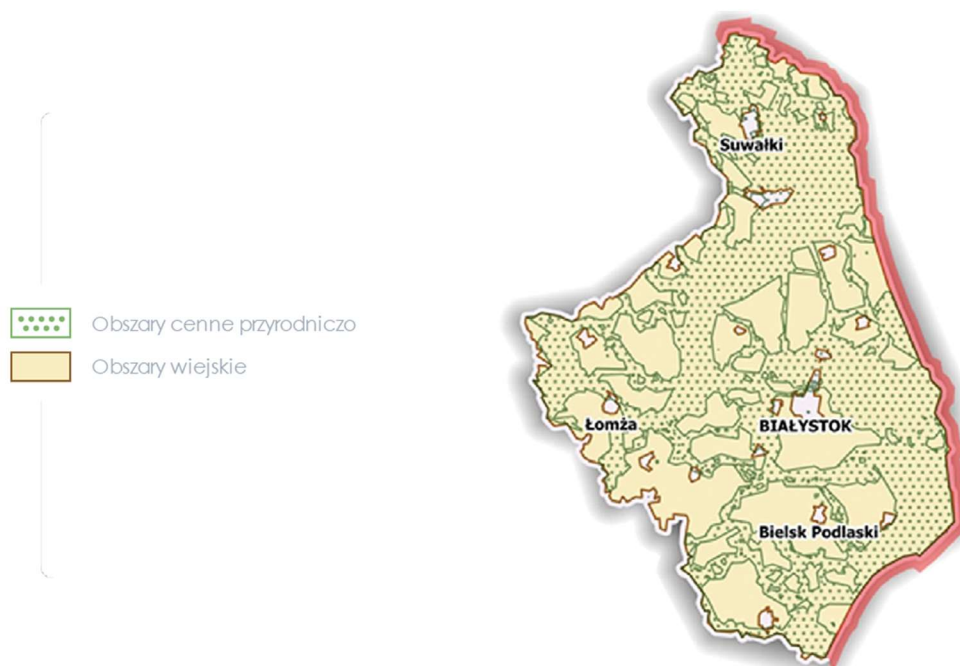 Suwałki
Obszary cenne przyrodniczo
Obszary wiejskie
Łomża
BIAŁYSTOK
Bielsk Podlaski